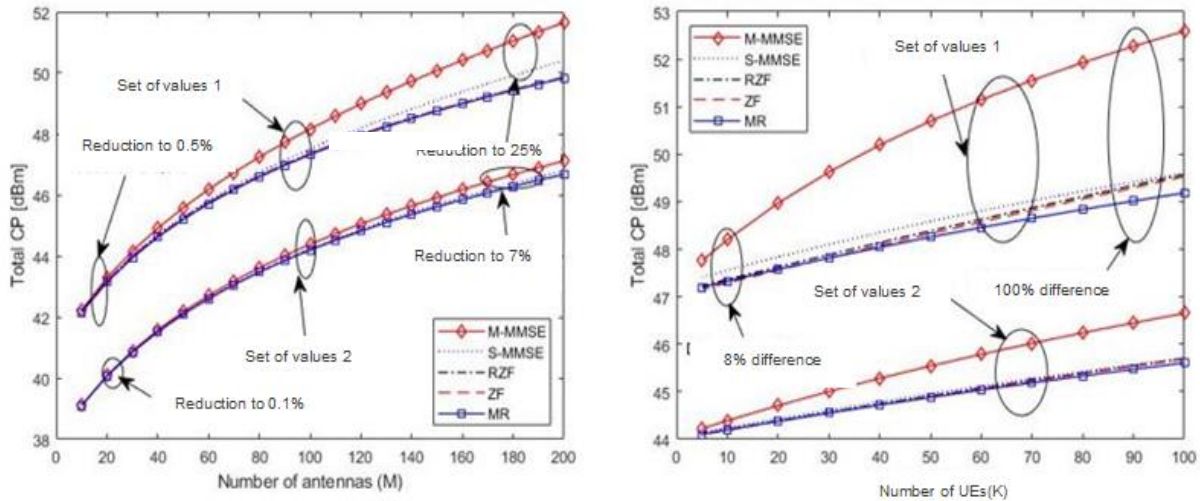 52
50
48
46
44
42
40
38
Total CP [dBm]
Set of values 1
Reduction to 0.5%
Reduction to 25%
Reduction to 7%
Set of values 2
Reduction to 0.1%
M-MMSE
S-MMSE
RZF
ZF
MR
0 20 40 60 80 100 120 140 160 180 200
Number of antennas (M)
53
52
51
50
49
48
47
46
45
44
Total CP [dBm]
M-MMSE
S-MMSE
RZF
ZF
MR
Set of values 1
Set of values 2
100% difference
8% difference
0 10 20 30 40 50 60 70 80 90 100
Number of UEs(K)